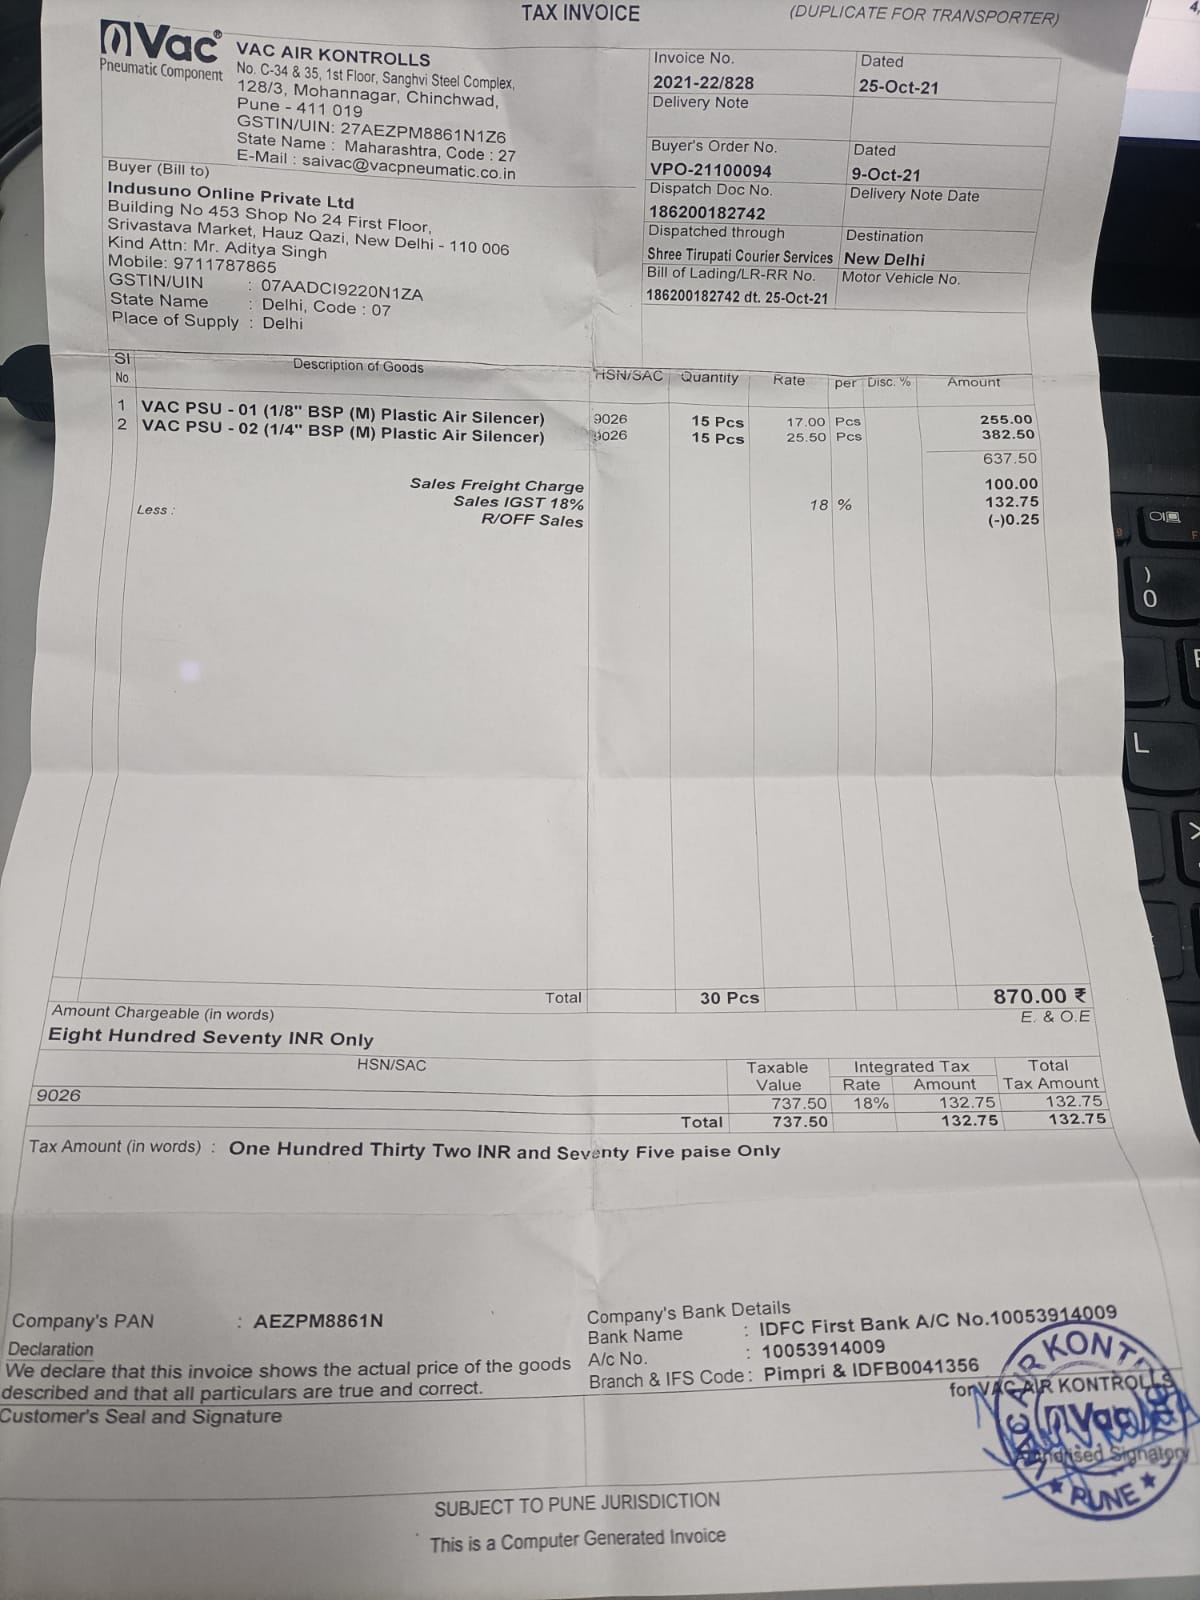 TAX INVOICE
(DUPLICATE FOR TRANSPORTER)
Vac®
Pneumatic Component
VAC AIR KONTROLLS
No. C-34 & 35, 1st Floor, Sanghvi Steel Complex,
128/3, Mohannagar, Chinchwad,
Pune - 411 019
GSTIN/UIN: 27AEZPM8861N1Z6
State Name : Maharashtra, Code : 27
E-Mail : saivac@vacpneumatic.co.in
Invoice No.
2021-22/828
Dated
25-Oct-21
Delivery Note
Buyer's Order No.
VPO-21100094
Dated
9-Oct-21
Dispatch Doc No.
186200182742
Delivery Note Date
Dispatched through
Shree Tirupati Courier Services
Destination
New Delhi
Bill of Lading/LR-RR No.
186200182742 dt. 25-Oct-21
Motor Vehicle No.
Buyer (Bill to)
Indusuno Online Private Ltd
Building No 453 Shop No 24 First Floor,
Srivastava Market, Hauz Qazi, New Delhi - 110 006
Kind Attn: Mr. Aditya Singh
Mobile: 9711787865
GSTIN/UIN : 07AADCI9220N1ZA
State Name : Delhi, Code : 07
Place of Supply : Delhi
Sl No Description of Goods HSN/SAC Quantity Rate per Disc. % Amount
1 VAC PSU - 01 (1/8" BSP (M) Plastic Air Silencer) 9026 15 Pcs 17.00 Pcs 255.00
2 VAC PSU - 02 (1/4" BSP (M) Plastic Air Silencer) 9026 15 Pcs 25.50 Pcs 382.50
637.50
Sales Freight Charge 100.00
Sales IGST 18% 18 % 132.75
Less : R/OFF Sales (-)0.25
Total 30 Pcs 870.00 ₹
Amount Chargeable (in words) E. & O.E
Eight Hundred Seventy INR Only
HSN/SAC Taxable Value Integrated Tax Rate Amount Total Tax Amount
9026 737.50 18% 132.75 132.75
Total 737.50 132.75 132.75
Tax Amount (in words) : One Hundred Thirty Two INR and Seventy Five paise Only
Company's PAN : AEZPM8861N
Declaration
We declare that this invoice shows the actual price of the goods
described and that all particulars are true and correct.
Company's Bank Details
Bank Name : IDFC First Bank A/C No.10053914009
A/c No. : 10053914009
Branch & IFS Code : Pimpri & IDFB0041356
Customer's Seal and Signature
for VAC AIR KONTROLLS
Vac
PUNE
Authorised Signatory
SUBJECT TO PUNE JURISDICTION
This is a Computer Generated Invoice
)
0
L